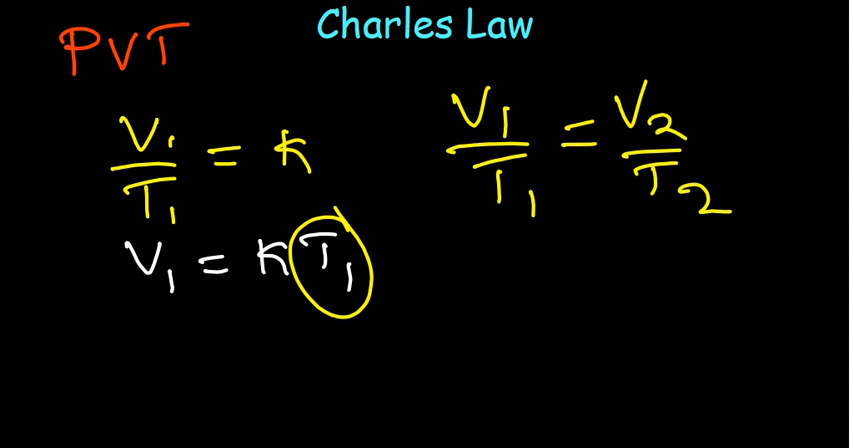 Charles Law
PVT
V₁/T₁ = K
V₁/T₁ = V₂/T₂
V₁ = KT₁